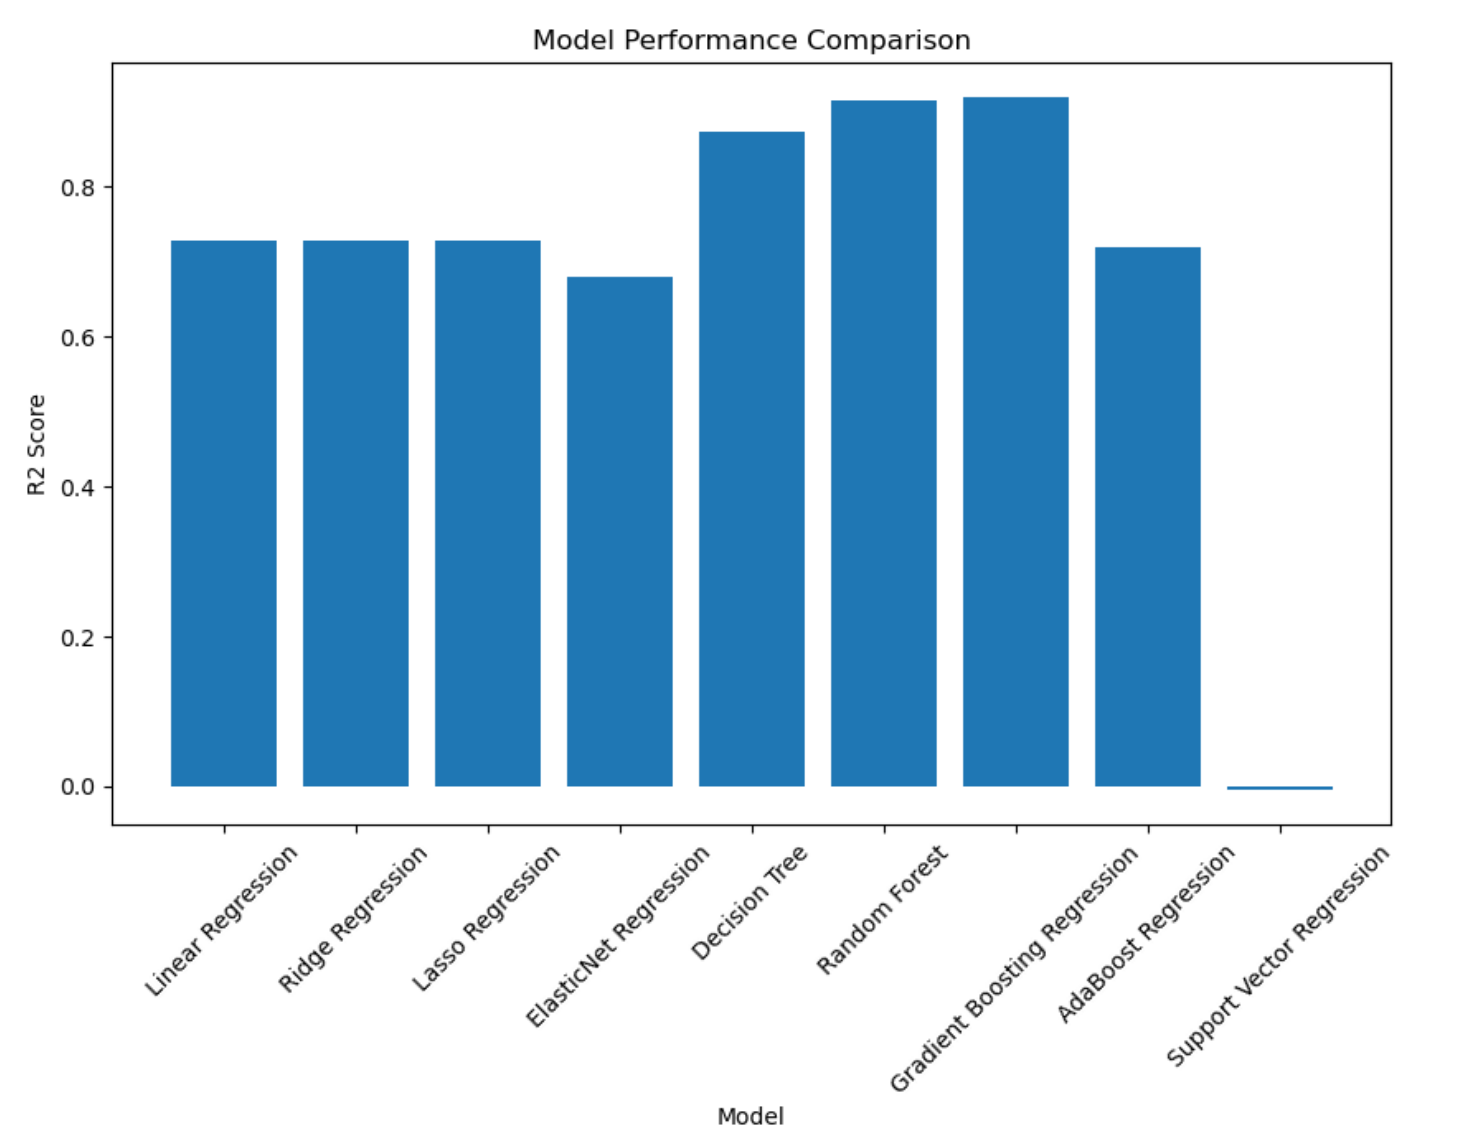 Model Performance Comparison
R2 Score
0.8
0.6
0.4
0.2
0.0
Linear Regression
Ridge Regression
Lasso Regression
ElasticNet Regression
Decision Tree
Random Forest
Gradient Boosting Regression
AdaBoost Regression
Support Vector Regression
Model